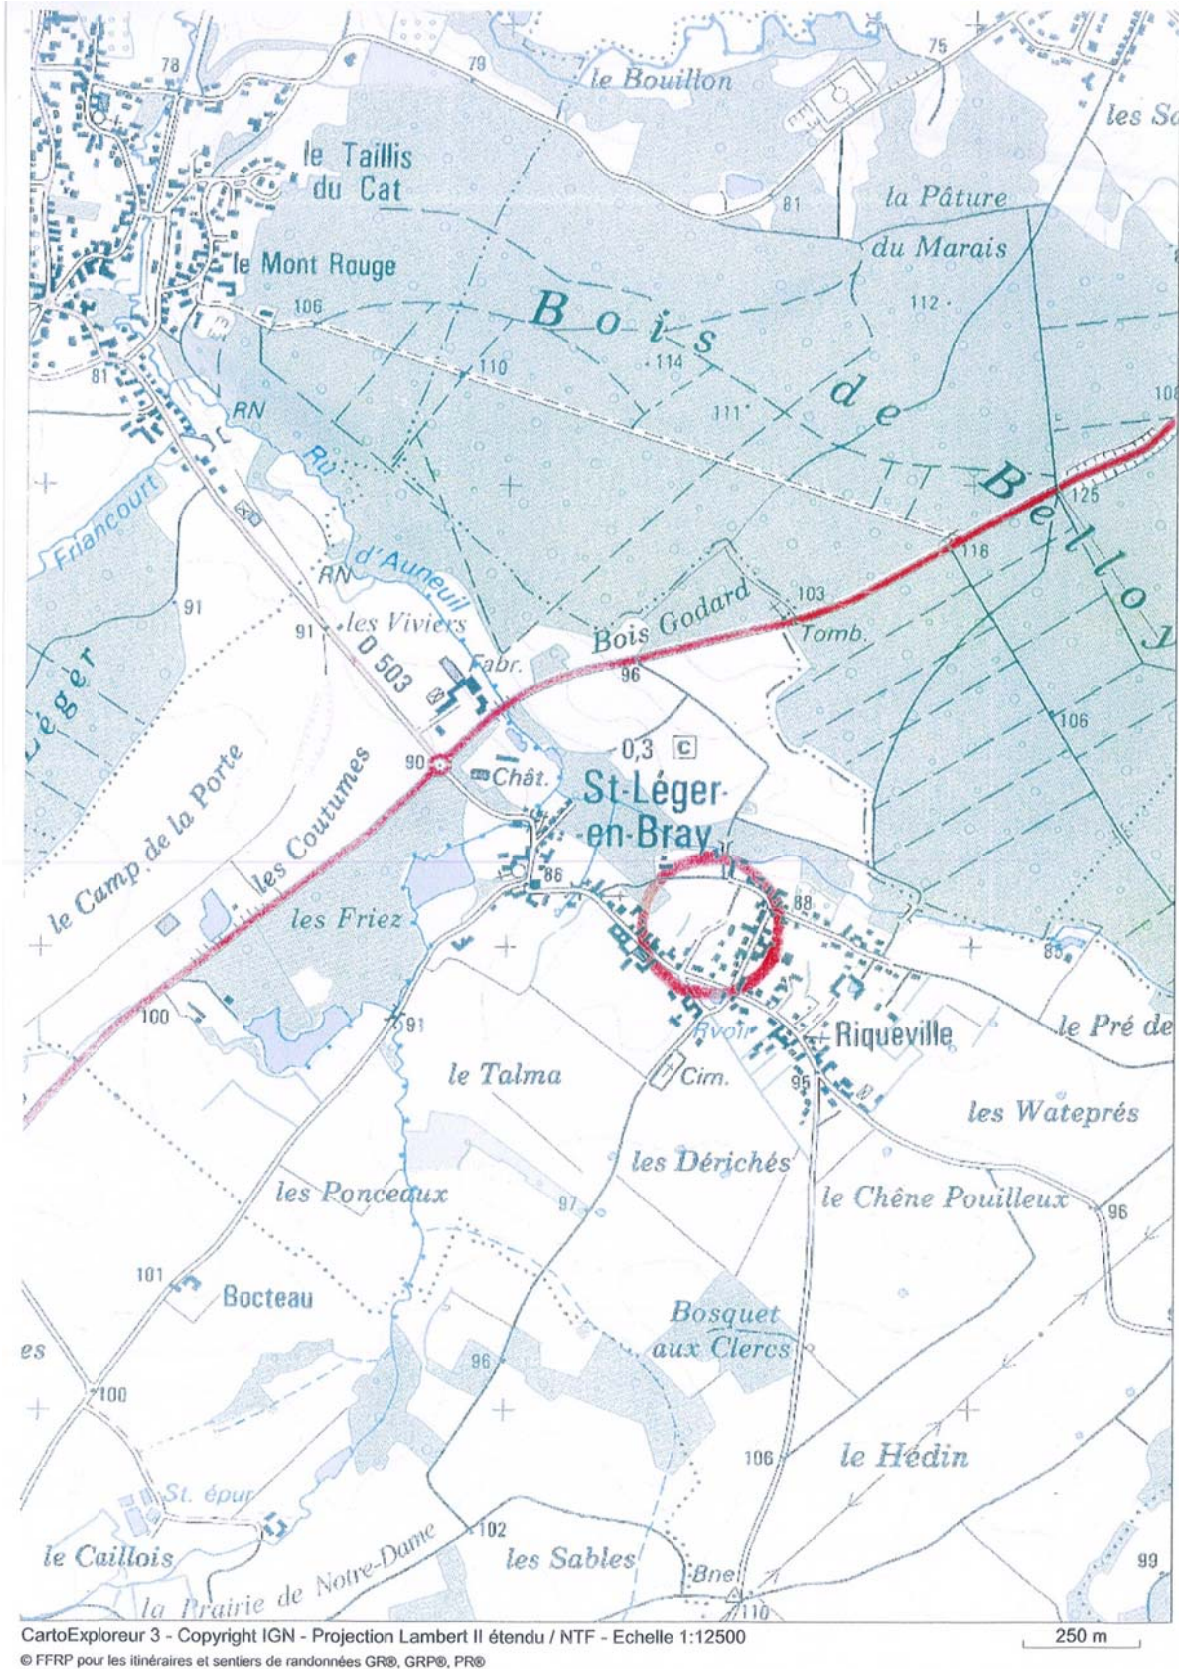 78
79
75
le Bouillon
les
le Taillis
du Cat
81
la Pâture
du Marais
le Mont Rouge
106
112
Bois
114
110
de
111
81
108
RN
Ru
Belloy
125
Friancourt
d'Auneuil
118
RN
103
91
Bois Godard
Tomb.
91
les Viviers
D 503
Fabr.
96
Léger
106
0,3 C
90
Chât.
St-Léger-
-en-Bray
le Camp de la Porte
les Coutumes
86
88
les Friez
85
100
91
Rvoir
Riqueville
le Pré de
le Talma
Cim.
95
les Wateprés
les Dérichés
les Ponceaux
le Chêne Pouilleux
97
96
101
Bocteau
Bosquet
aux Clercs
es
96
100
106
le Hédin
St. épur
102
le Caillois
les Sables
99
la Prairie de Notre-Dame
Bne
110
CartoExploreur 3 - Copyright IGN - Projection Lambert II étendu / NTF - Echelle 1:12500
250 m
© FFRP pour les itinéraires et sentiers de randonnées GR®, GRP®, PR®